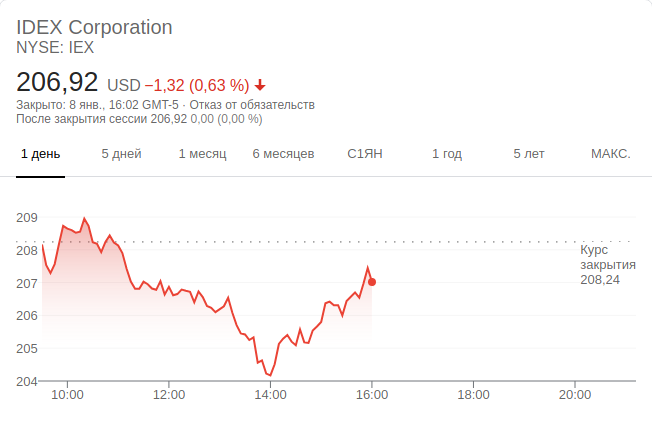 IDEX Corporation
NYSE: IEX
206,92 USD −1,32 (0,63 %)
Закрыто: 8 янв., 16:02 GMT-5 · Отказ от обязательств
После закрытия сессии 206,92 0,00 (0,00 %)
1 день 5 дней 1 месяц 6 месяцев С1ЯН 1 год 5 лет МАКС.
209
208
207
206
205
204
Курс
закрытия
208,24
10:00 12:00 14:00 16:00 18:00 20:00